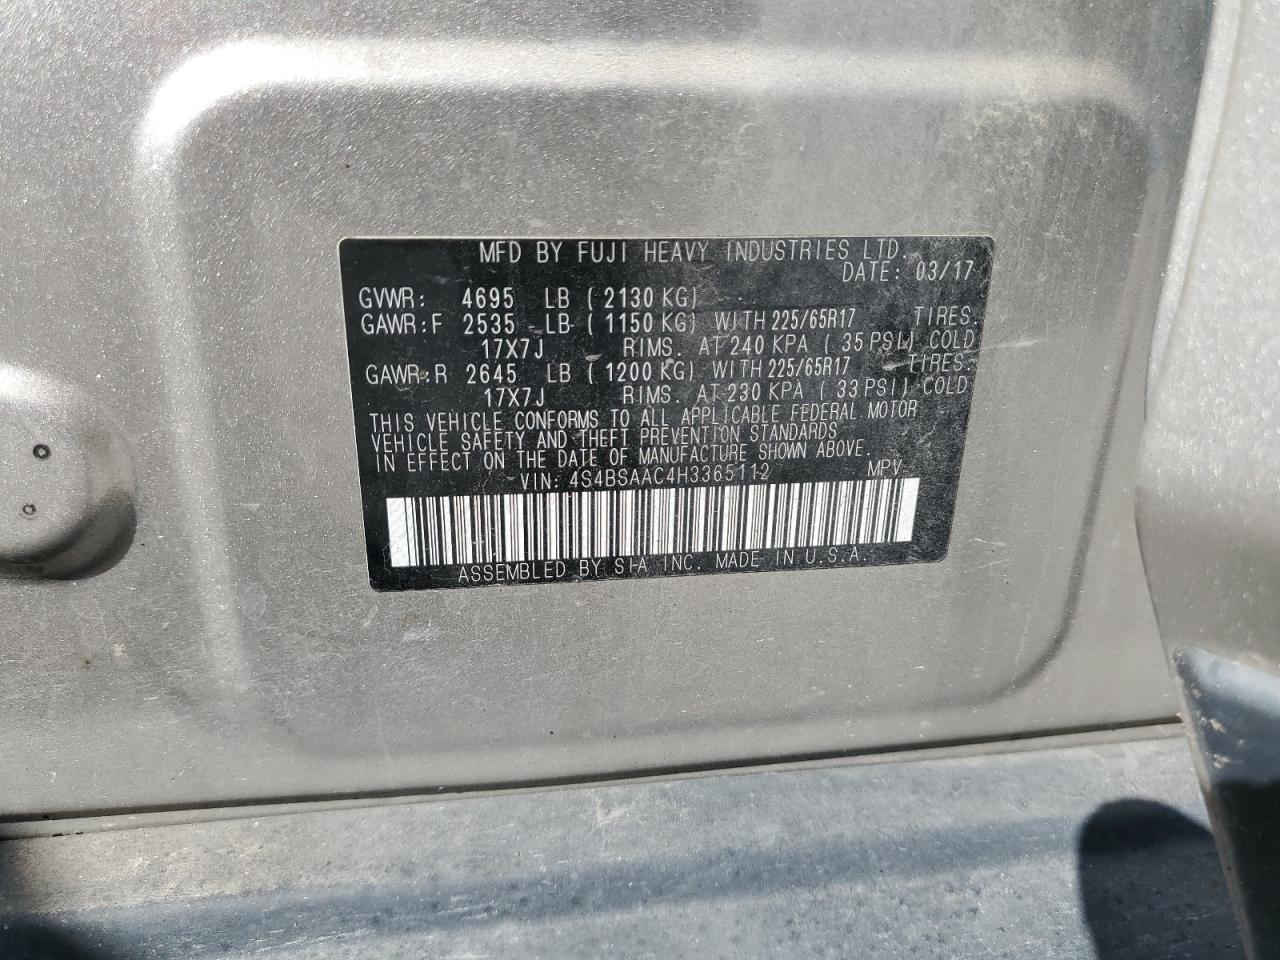 MFD BY FUJI HEAVY INDUSTRIES LTD.
DATE: 03/17
GVWR: 4695 LB ( 2130 KG)
GAWR:F 2535 LB ( 1150 KG) WITH 225/65R17 TIRES.
17X7J RIMS. AT 240 KPA ( 35 PSI) COLD
GAWR:R 2645 LB ( 1200 KG) WITH 225/65R17 TIRES.
17X7J RIMS. AT 230 KPA ( 33 PSI) COLD
THIS VEHICLE CONFORMS TO ALL APPLICABLE FEDERAL MOTOR
VEHICLE SAFETY AND THEFT PREVENTION STANDARDS
IN EFFECT ON THE DATE OF MANUFACTURE SHOWN ABOVE.
VIN: 4S4BSAAC4H3365112 MPV
ASSEMBLED BY SIA INC. MADE IN U.S.A.